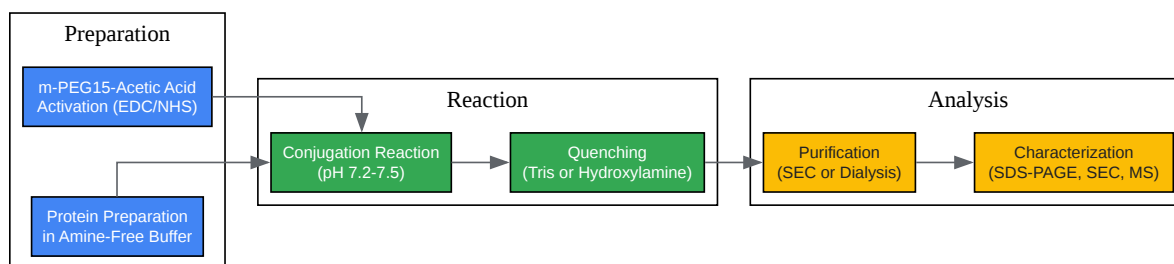 Preparation
m-PEG15-Acetic Acid
Activation (EDC/NHS)
Protein Preparation
in Amine-Free Buffer
Reaction
Conjugation Reaction
(pH 7.2-7.5)
Quenching
(Tris or Hydroxylamine)
Analysis
Purification
(SEC or Dialysis)
Characterization
(SDS-PAGE, SEC, MS)